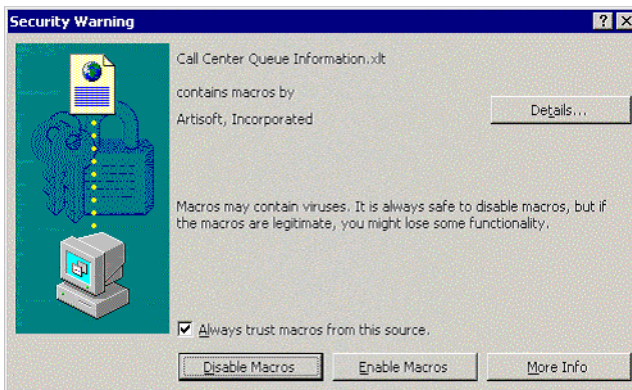 Security Warning
Call Center Queue Information.xlt
contains macros by
Artisoft, Incorporated
Details...
Macros may contain viruses. It is always safe to disable macros, but if
the macros are legitimate, you might lose some functionality.
Always trust macros from this source.
Disable Macros
Enable Macros
More Info